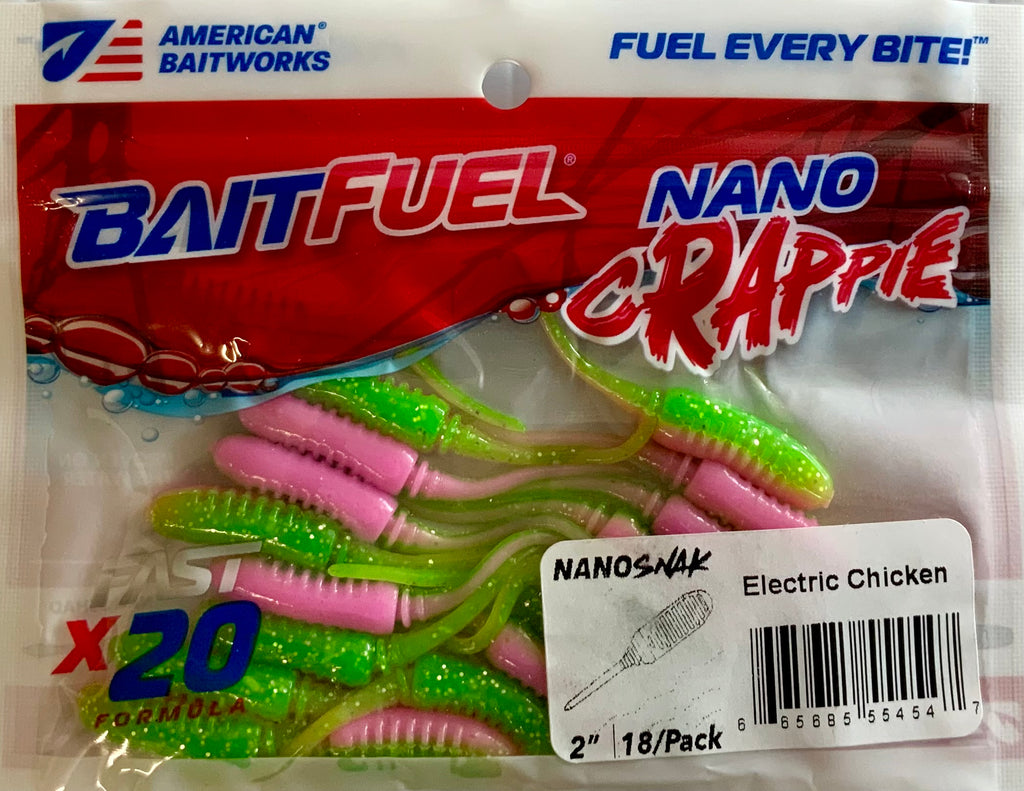 AMERICAN®
BAITWORKS
FUEL EVERY BITE!™
BAITFUEL®
NANO
CRAPPIE
FAST
X20
FORMULA
NANOSNAK
Electric Chicken
2" 18/Pack
6 65685 55454 7